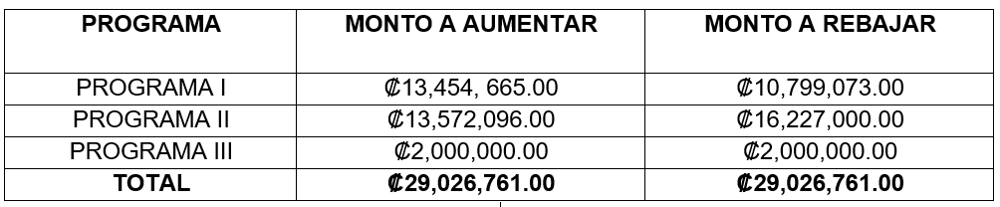 PROGRAMA MONTO A AUMENTAR MONTO A REBAJAR
PROGRAMA I ₡13,454, 665.00 ₡10,799,073.00
PROGRAMA II ₡13,572,096.00 ₡16,227,000.00
PROGRAMA III ₡2,000,000.00 ₡2,000,000.00
TOTAL ₡29,026,761.00 ₡29,026,761.00